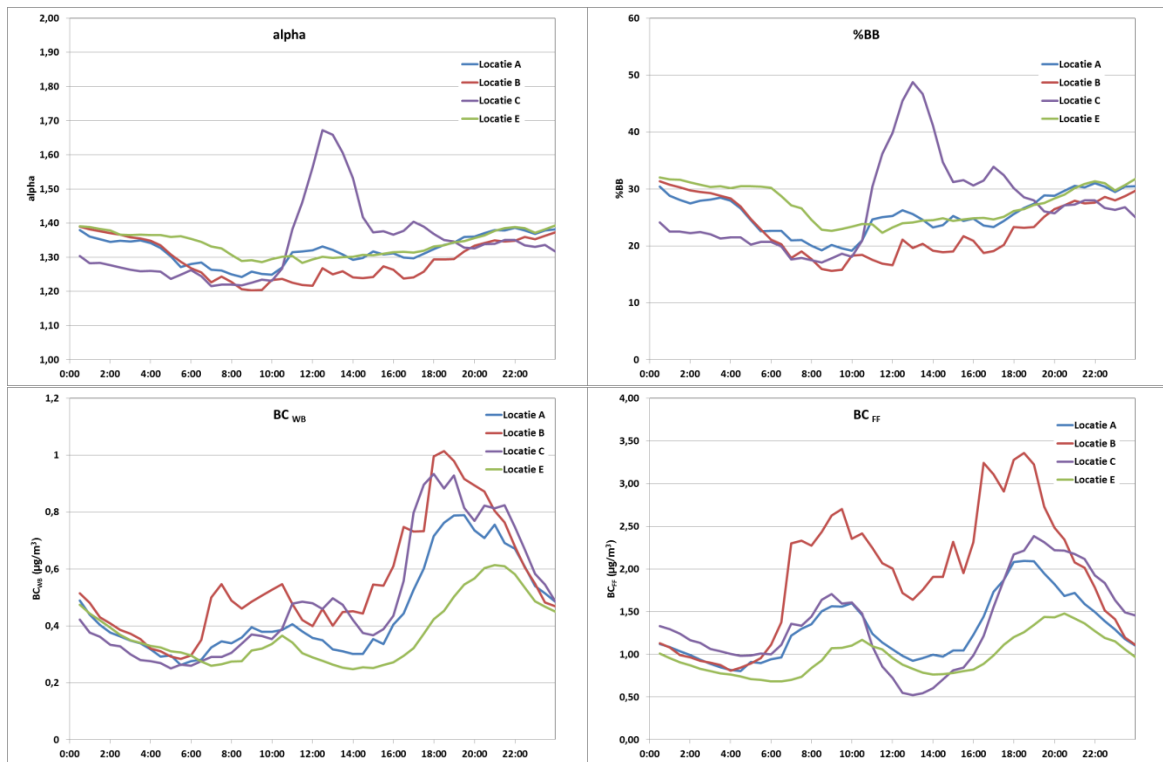 alpha
2,00
1,90
1,80
1,70
1,60
1,50
1,40
1,30
1,20
1,10
1,00
alpha
0:00 2:00 4:00 6:00 8:00 10:00 12:00 14:00 16:00 18:00 20:00 22:00
Locatie A
Locatie B
Locatie C
Locatie E
%BB
60
50
40
30
20
10
0
%BB
0:00 2:00 4:00 6:00 8:00 10:00 12:00 14:00 16:00 18:00 20:00 22:00
Locatie A
Locatie B
Locatie C
Locatie E
BC WB
1,2
1
0,8
0,6
0,4
0,2
0
BCWB (µg/m³)
0:00 2:00 4:00 6:00 8:00 10:00 12:00 14:00 16:00 18:00 20:00 22:00
Locatie A
Locatie B
Locatie C
Locatie E
BC FF
4,00
3,50
3,00
2,50
2,00
1,50
1,00
0,50
0,00
BCFF (µg/m³)
0:00 2:00 4:00 6:00 8:00 10:00 12:00 14:00 16:00 18:00 20:00 22:00
Locatie A
Locatie B
Locatie C
Locatie E